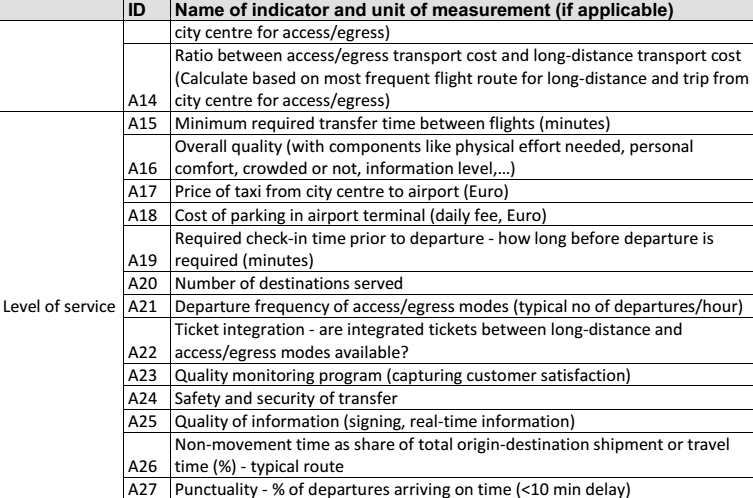 ID Name of indicator and unit of measurement (if applicable)
city centre for access/egress)
Ratio between access/egress transport cost and long-distance transport cost
(Calculate based on most frequent flight route for long-distance and trip from
A14 city centre for access/egress)
A15 Minimum required transfer time between flights (minutes)
Overall quality (with components like physical effort needed, personal
A16 comfort, crowded or not, information level,...)
A17 Price of taxi from city centre to airport (Euro)
A18 Cost of parking in airport terminal (daily fee, Euro)
Required check-in time prior to departure - how long before departure is
A19 required (minutes)
A20 Number of destinations served
Level of service A21 Departure frequency of access/egress modes (typical no of departures/hour)
Ticket integration - are integrated tickets between long-distance and
A22 access/egress modes available?
A23 Quality monitoring program (capturing customer satisfaction)
A24 Safety and security of transfer
A25 Quality of information (signing, real-time information)
Non-movement time as share of total origin-destination shipment or travel
A26 time (%) - typical route
A27 Punctuality - % of departures arriving on time (<10 min delay)